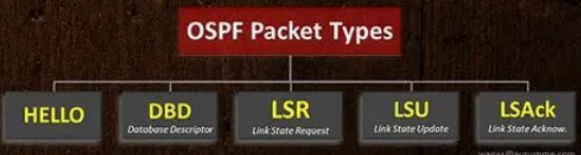 OSPF Packet Types
HELLO
DBD
Database Descriptor
LSR
Link State Request
LSU
Link State Update
LSAck
Link State Acknow.